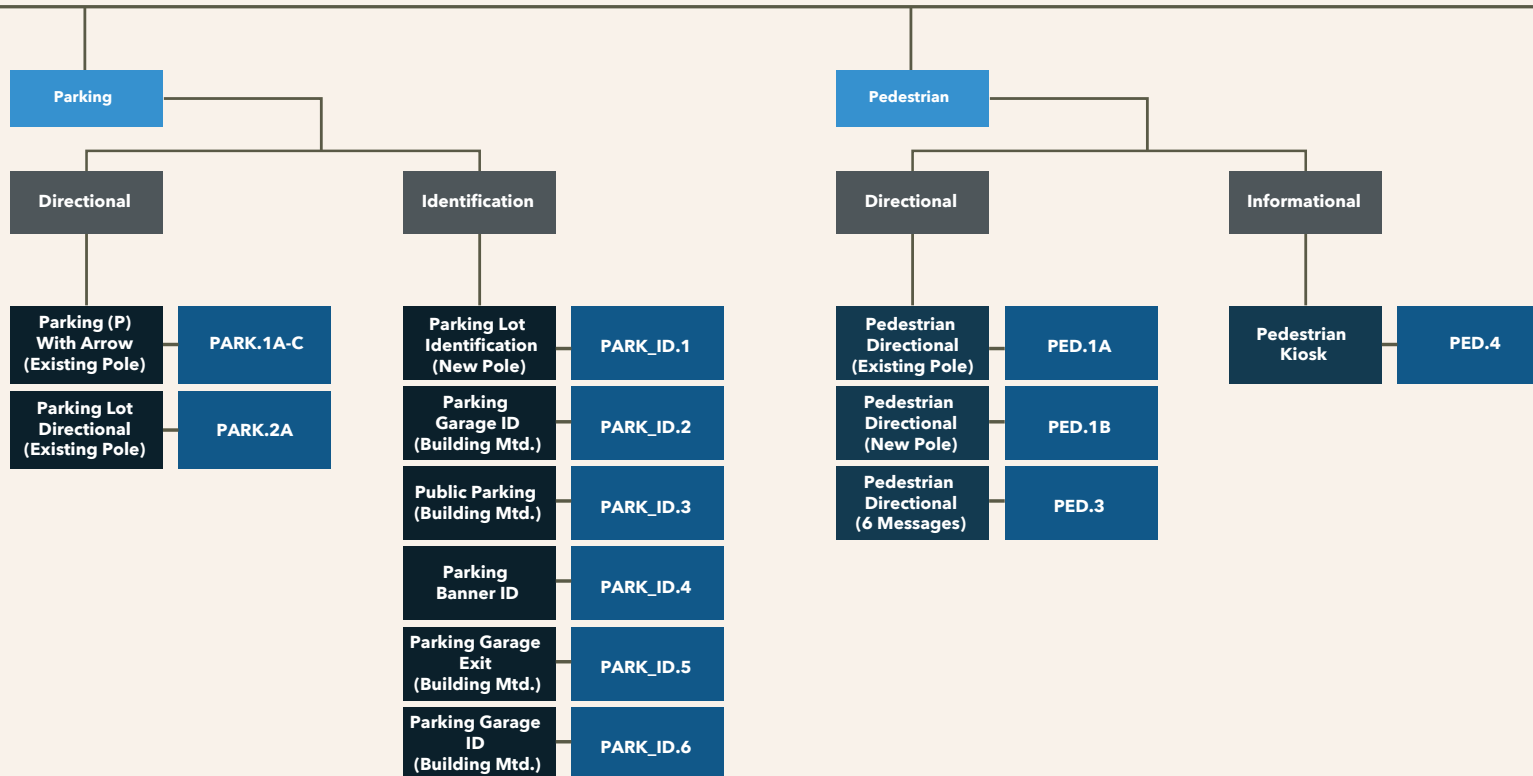 Parking
Pedestrian
Directional
Identification
Directional
Informational
Parking (P)
With Arrow
(Existing Pole)
PARK.1A-C
Parking Lot
Directional
(Existing Pole)
PARK.2A
Parking Lot
Identification
(New Pole)
PARK_ID.1
Parking
Garage ID
(Building Mtd.)
PARK_ID.2
Public Parking
(Building Mtd.)
PARK_ID.3
Parking
Banner ID
PARK_ID.4
Parking Garage
Exit
(Building Mtd.)
PARK_ID.5
Parking Garage
ID
(Building Mtd.)
PARK_ID.6
Pedestrian
Directional
(Existing Pole)
PED.1A
Pedestrian
Directional
(New Pole)
PED.1B
Pedestrian
Directional
(6 Messages)
PED.3
Pedestrian
Kiosk
PED.4